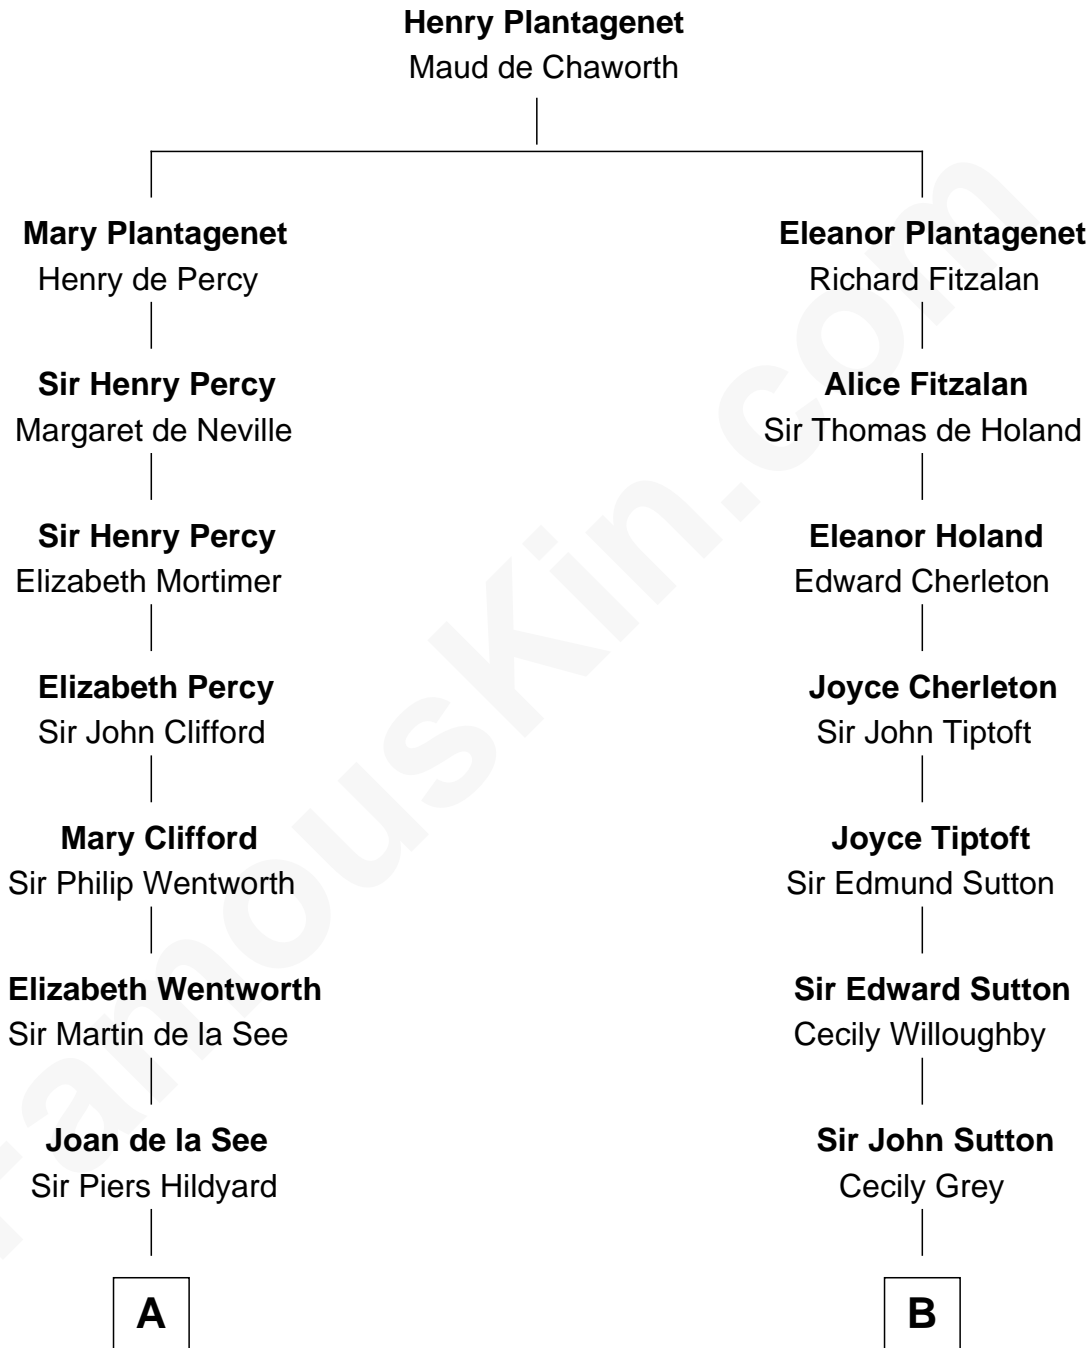 Henry Plantagenet
Maud de Chaworth
Mary Plantagenet
Henry de Percy
Eleanor Plantagenet
Richard Fitzalan
Sir Henry Percy
Margaret de Neville
Alice Fitzalan
Sir Thomas de Holand
Sir Henry Percy
Elizabeth Mortimer
Eleanor Holand
Edward Cherleton
Elizabeth Percy
Sir John Clifford
Joyce Cherleton
Sir John Tiptoft
Mary Clifford
Sir Philip Wentworth
Joyce Tiptoft
Sir Edmund Sutton
Elizabeth Wentworth
Sir Martin de la See
Sir Edward Sutton
Cecily Willoughby
Joan de la See
Sir Piers Hildyard
Sir John Sutton
Cecily Grey
A
B
FamousKin.com